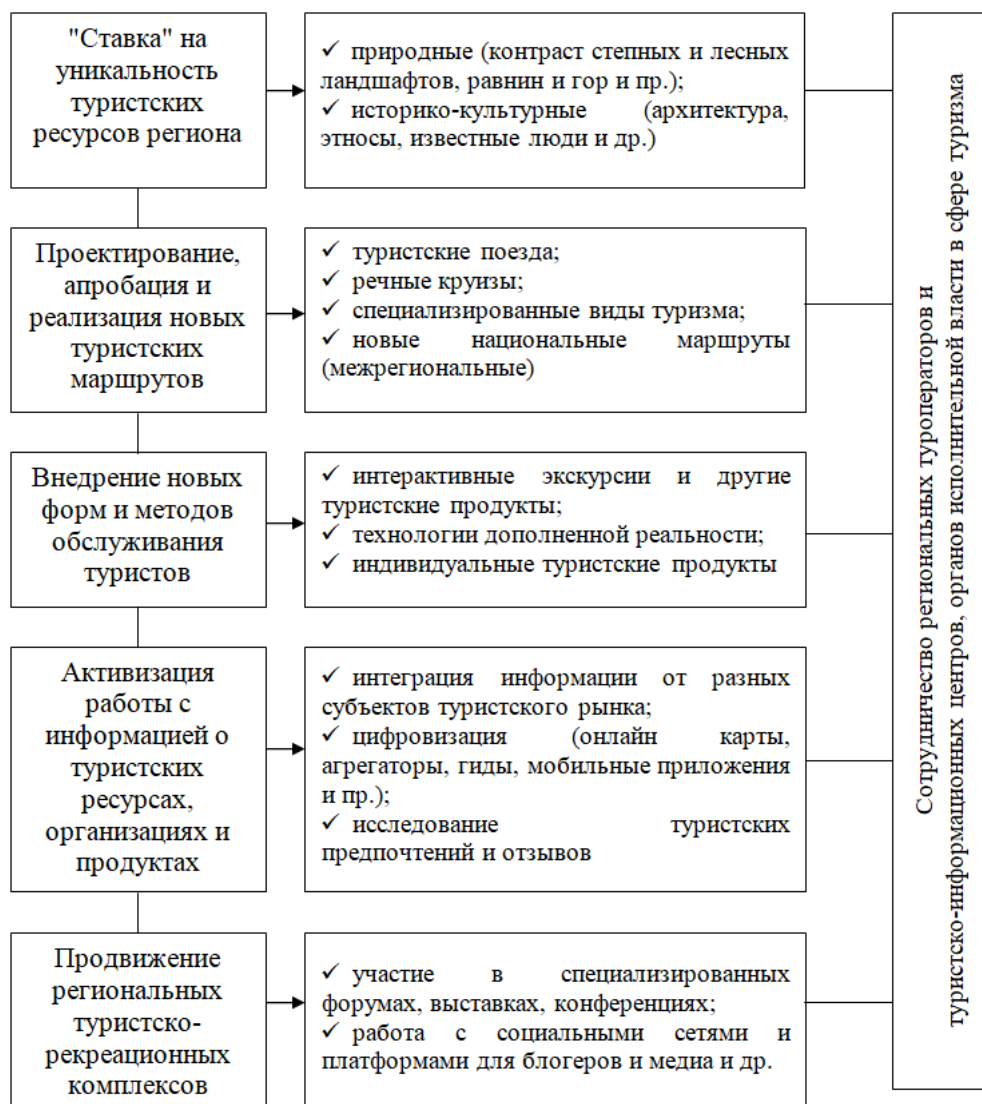 "Ставка" на
уникальность
туристских
ресурсов региона
✓ природные (контраст степных и лесных
ландшафтов, равнин и гор и пр.);
✓ историко-культурные (архитектура,
этносы, известные люди и др.)
Проектирование,
апробация и
реализация новых
туристских
маршрутов
✓ туристские поезда;
✓ речные круизы;
✓ специализированные виды туризма;
✓ новые национальные маршруты
(межрегиональные)
Внедрение новых
форм и методов
обслуживания
туристов
✓ интерактивные экскурсии и другие
туристские продукты;
✓ технологии дополненной реальности;
✓ индивидуальные туристские продукты
Активизация
работы с
информацией о
туристских
ресурсах,
организациях и
продуктах
✓ интеграция информации от разных
субъектов туристского рынка;
✓ цифровизация (онлайн карты,
агрегаторы, гиды, мобильные приложения
и пр.);
✓ исследование туристских
предпочтений и отзывов
Продвижение
региональных
туристско-
рекреационных
комплексов
✓ участие в специализированных
форумах, выставках, конференциях;
✓ работа с социальными сетями и
платформами для блогеров и медиа и др.
Сотрудничество региональных туроператоров и
туристско-информационных центров, органов исполнительной власти в сфере туризма